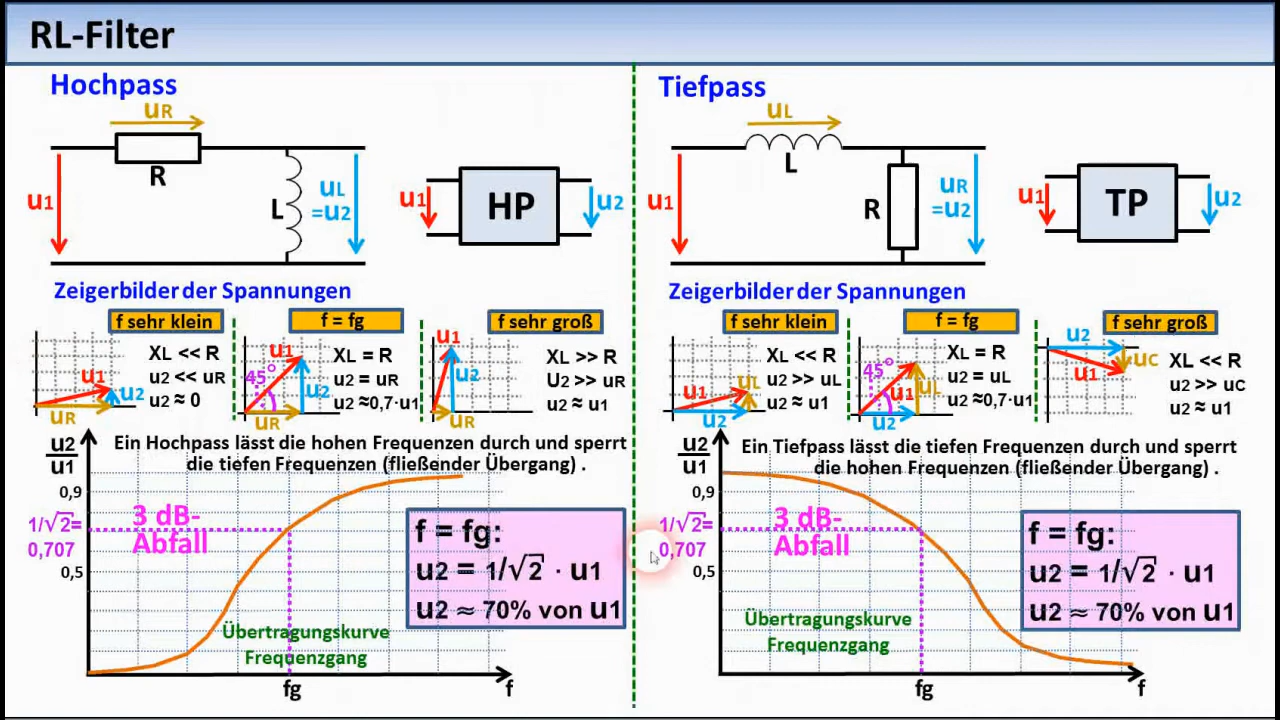 RL-Filter
Hochpass
uR
R
u1
L
uL
=u2
u1
HP
u2
Zeigerbilder der Spannungen
f sehr klein
u1
u2
uR
XL << R
u2 << uR
u2 ≈ 0
f = fg
u1
45°
u2
uR
XL = R
u2 = uR
u2 ≈0,7·u1
f sehr groß
u1
u2
uR
XL >> R
U2 >> uR
u2 ≈ u1
u2
u1
Ein Hochpass lässt die hohen Frequenzen durch und sperrt
die tiefen Frequenzen (fließender Übergang) .
0,9
1/√2=
0,707
0,5
3 dB-
Abfall
f = fg:
u2 = 1/√2 · u1
u2 ≈ 70% von u1
Übertragungskurve
Frequenzgang
fg
f
Tiefpass
uL
L
u1
R
uR
=u2
u1
TP
u2
Zeigerbilder der Spannungen
f sehr klein
u1
uL
u2
XL << R
u2 >> uL
u2 ≈ u1
f = fg
45°
u1
uL
u2
XL = R
u2 = uL
u2 ≈0,7·u1
f sehr groß
u2
u1
uC
XL << R
u2 >> uC
u2 ≈ u1
u2
u1
Ein Tiefpass lässt die tiefen Frequenzen durch und sperrt
die hohen Frequenzen (fließender Übergang) .
0,9
1/√2=
0,707
0,5
3 dB-
Abfall
f = fg:
u2 = 1/√2 · u1
u2 ≈ 70% von u1
Übertragungskurve
Frequenzgang
fg
f